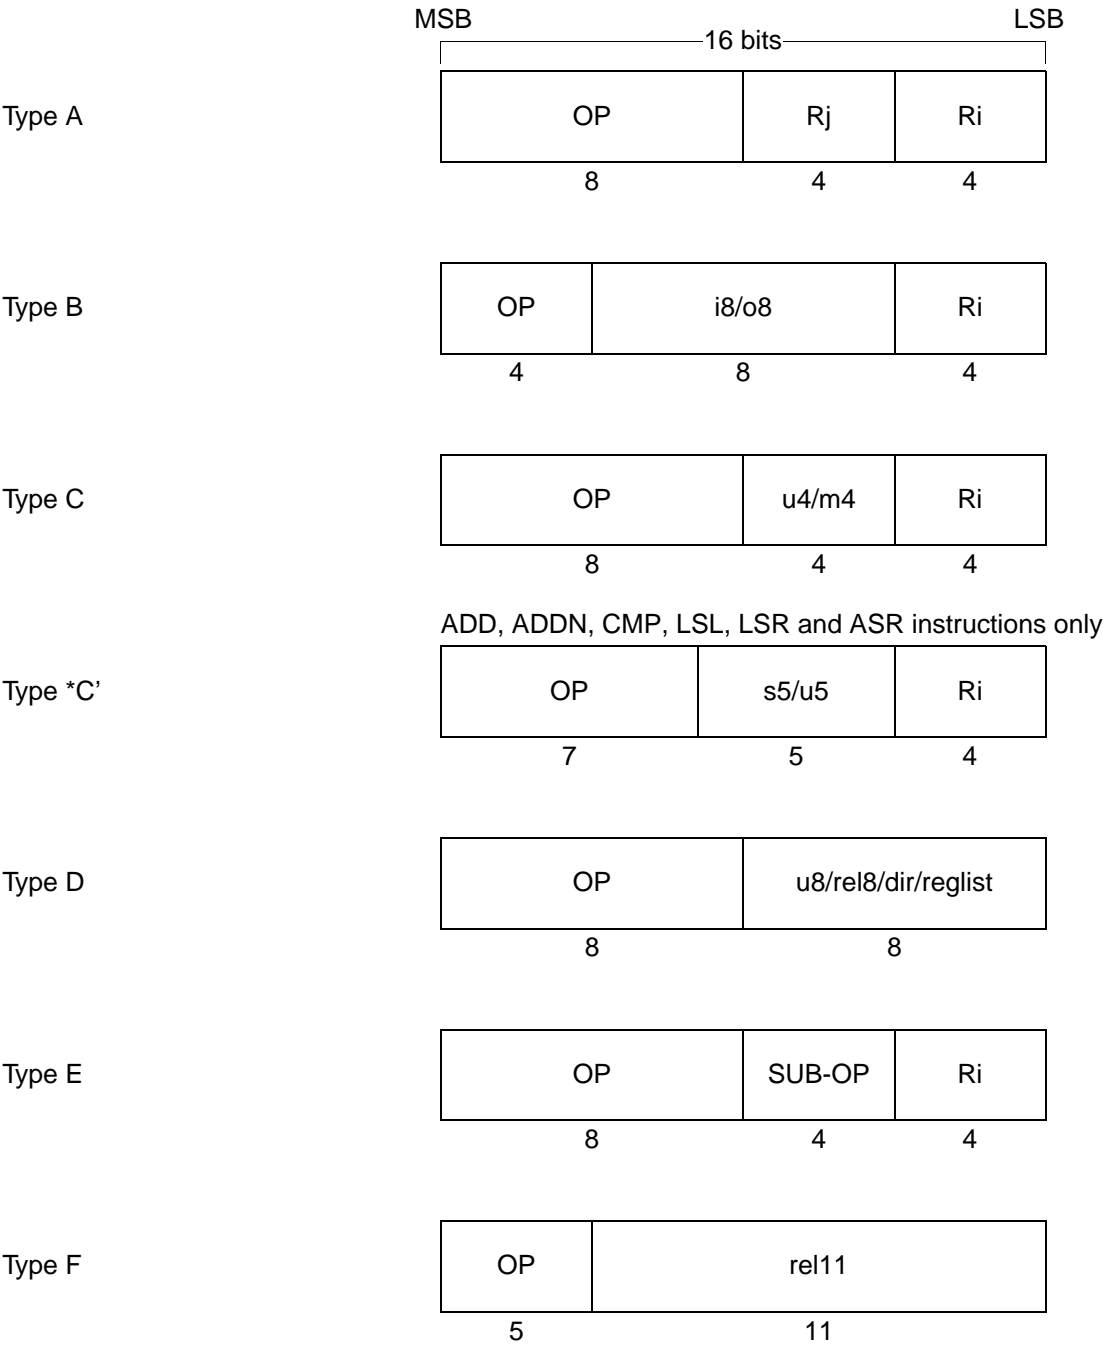 MSB LSB
16 bits
Type A OP Rj Ri
8 4 4
Type B OP i8/o8 Ri
4 8 4
Type C OP u4/m4 Ri
8 4 4
ADD, ADDN, CMP, LSL, LSR and ASR instructions only
Type *C’ OP s5/u5 Ri
7 5 4
Type D OP u8/rel8/dir/reglist
8 8
Type E OP SUB-OP Ri
8 4 4
Type F OP rel11
5 11